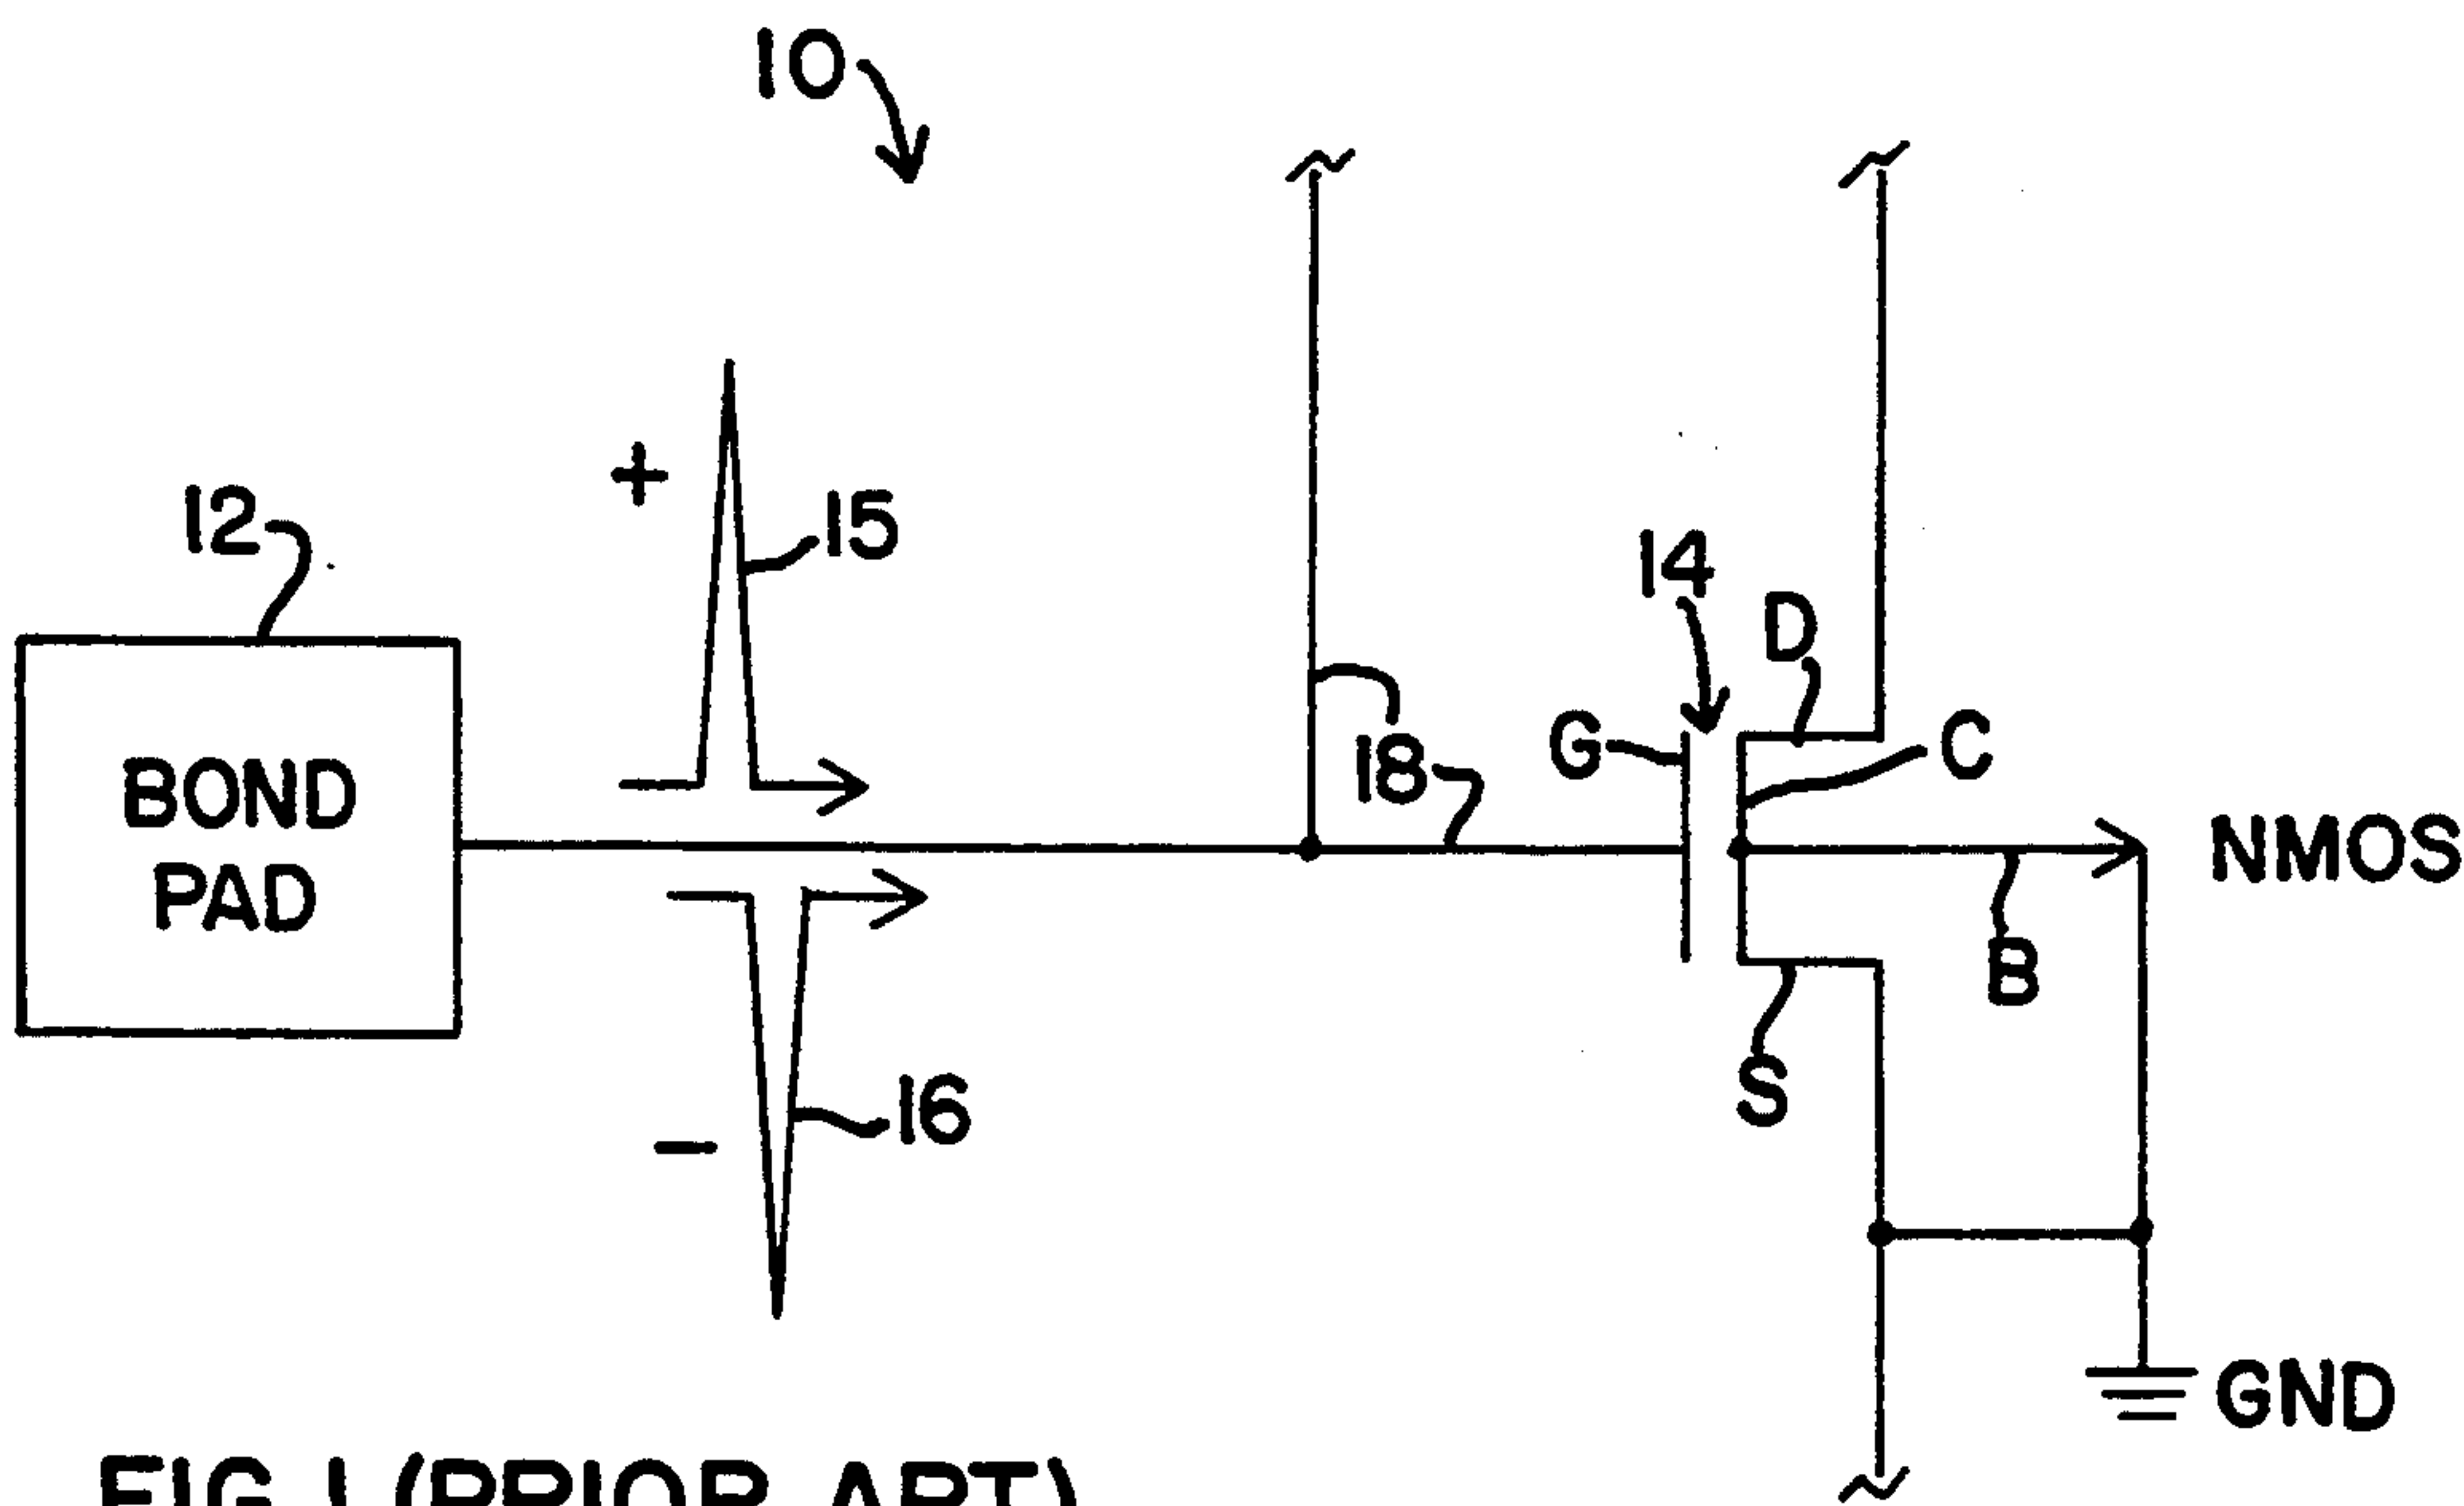 10
12
+
15
14
D
G
C
18
BOND
PAD
NMOS
B
S
16
−
GND
FIG.1 (PRIOR ART)